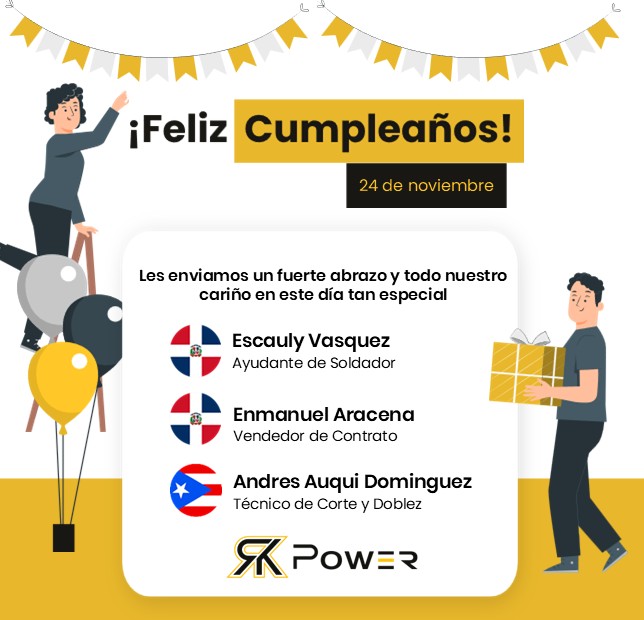 ¡Feliz Cumpleaños!
24 de noviembre
Les enviamos un fuerte abrazo y todo nuestro
cariño en este día tan especial
Escauly Vasquez
Ayudante de Soldador
Enmanuel Aracena
Vendedor de Contrato
Andres Auqui Dominguez
Técnico de Corte y Doblez
RK Power